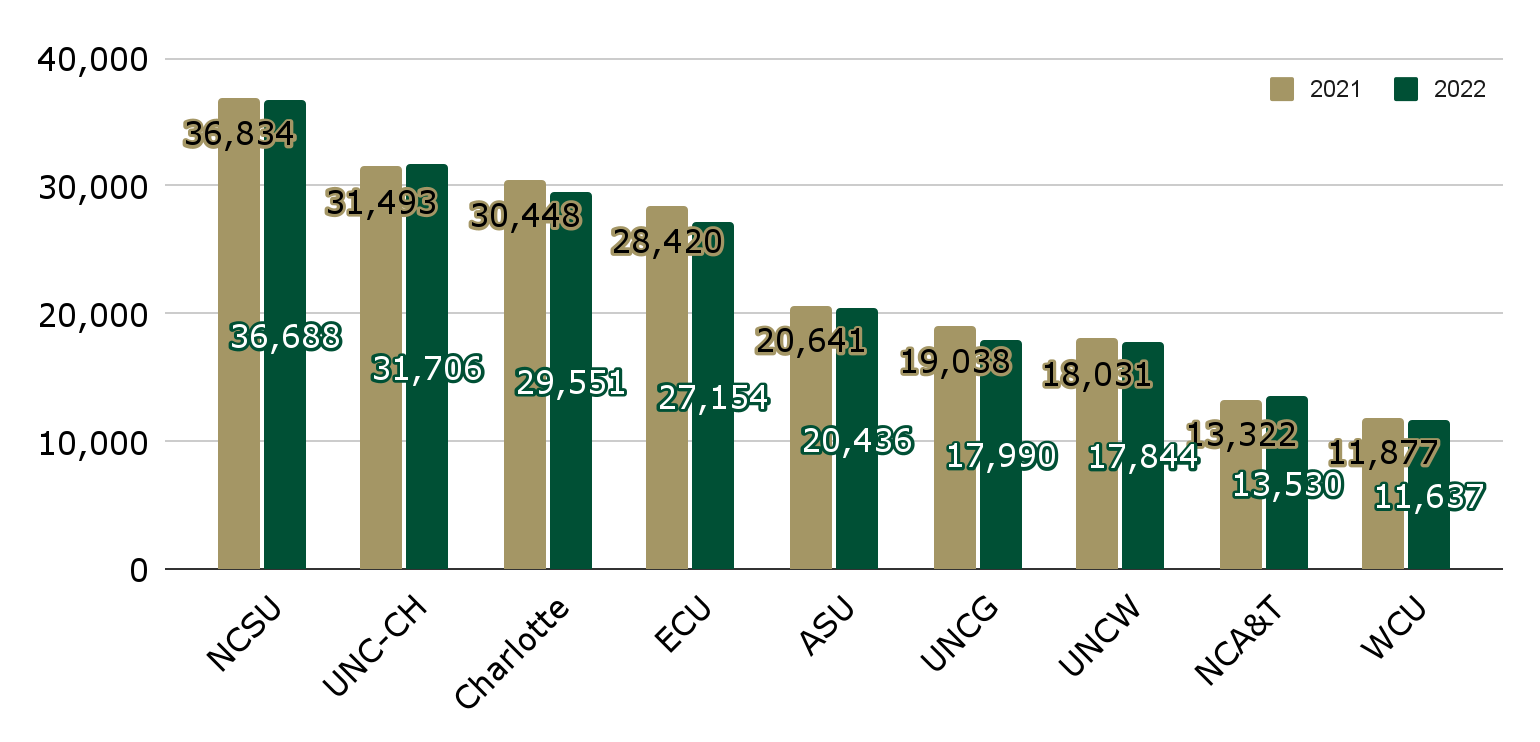 40,000
30,000
20,000
10,000
0
2021 2022
36,834
36,688
31,493
31,706
30,448
29,551
28,420
27,154
20,641
20,436
19,038
17,990
18,031
17,844
13,322
13,530
11,877
11,637
NCSU
UNC-CH
Charlotte
ECU
ASU
UNCG
UNCW
NCA&T
WCU